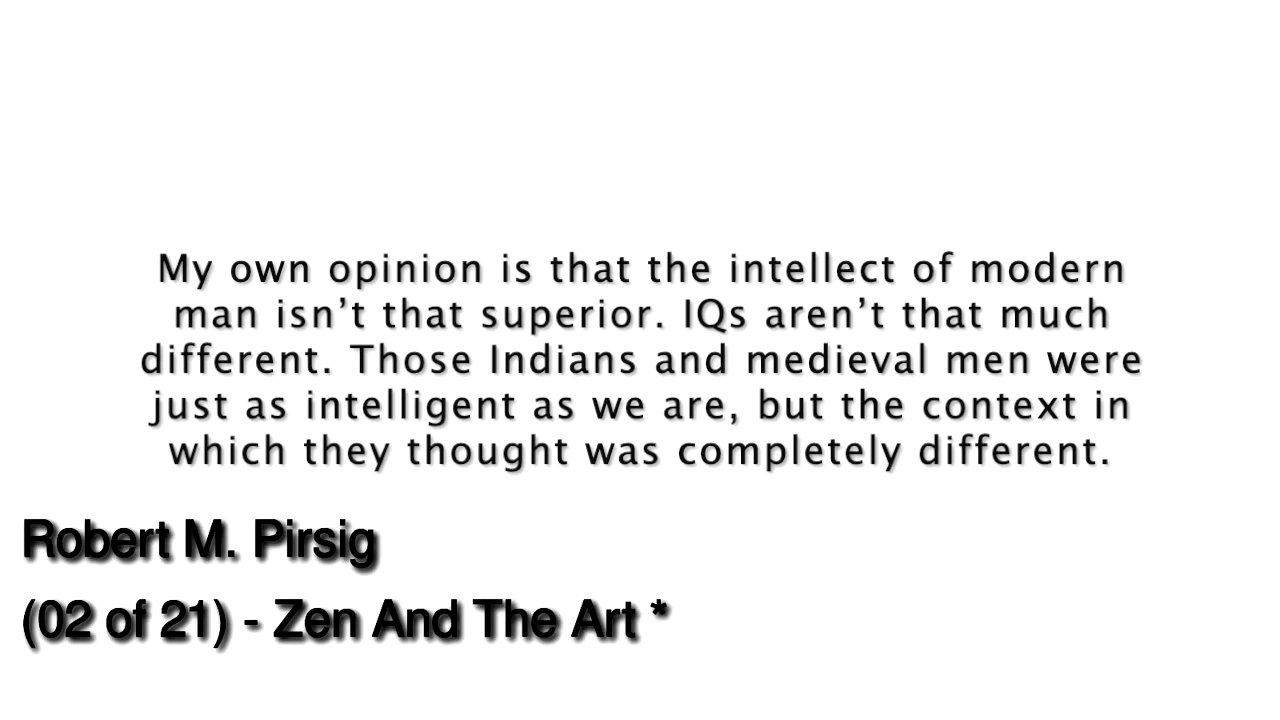 My own opinion is that the intellect of modern
man isn’t that superior. IQs aren’t that much
different. Those Indians and medieval men were
just as intelligent as we are, but the context in
which they thought was completely different.
Robert M. Pirsig
(02 of 21) - Zen And The Art *